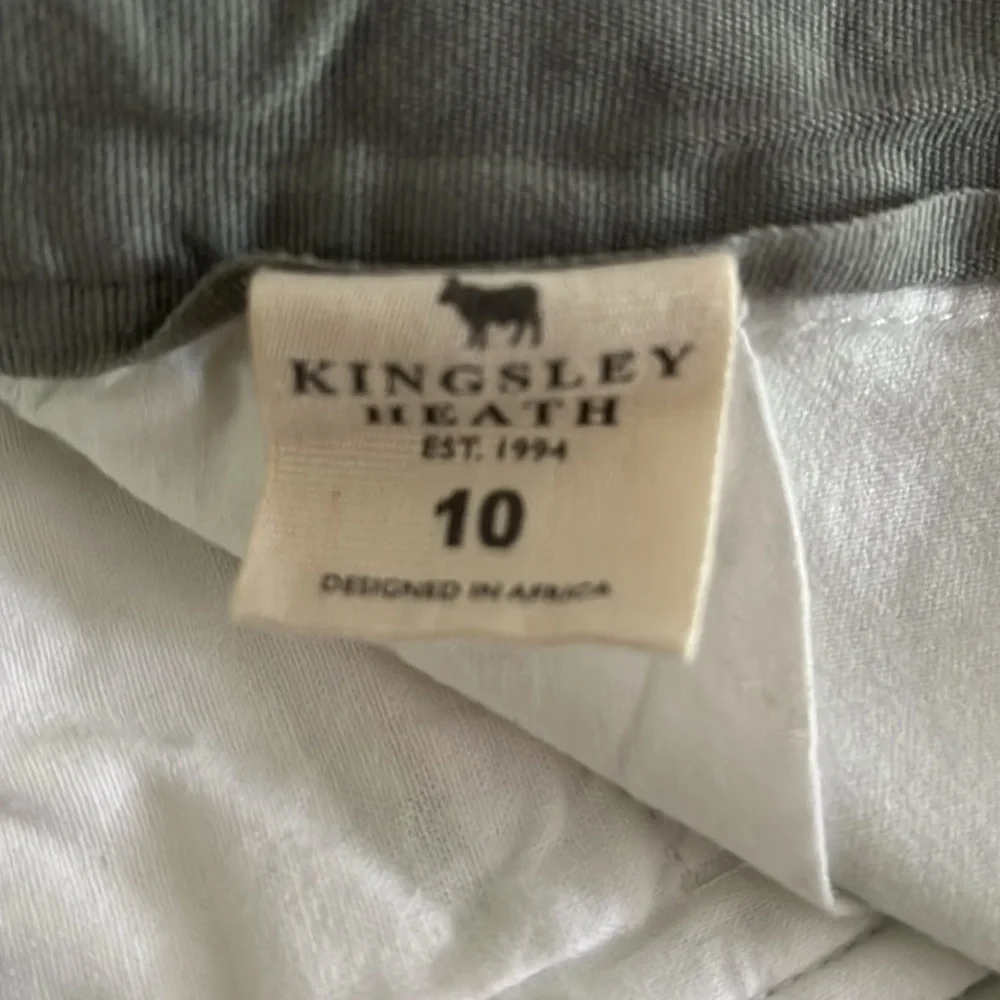 KINGSLEY
HEATH
EST. 1994
10
DESIGNED IN AFRICA